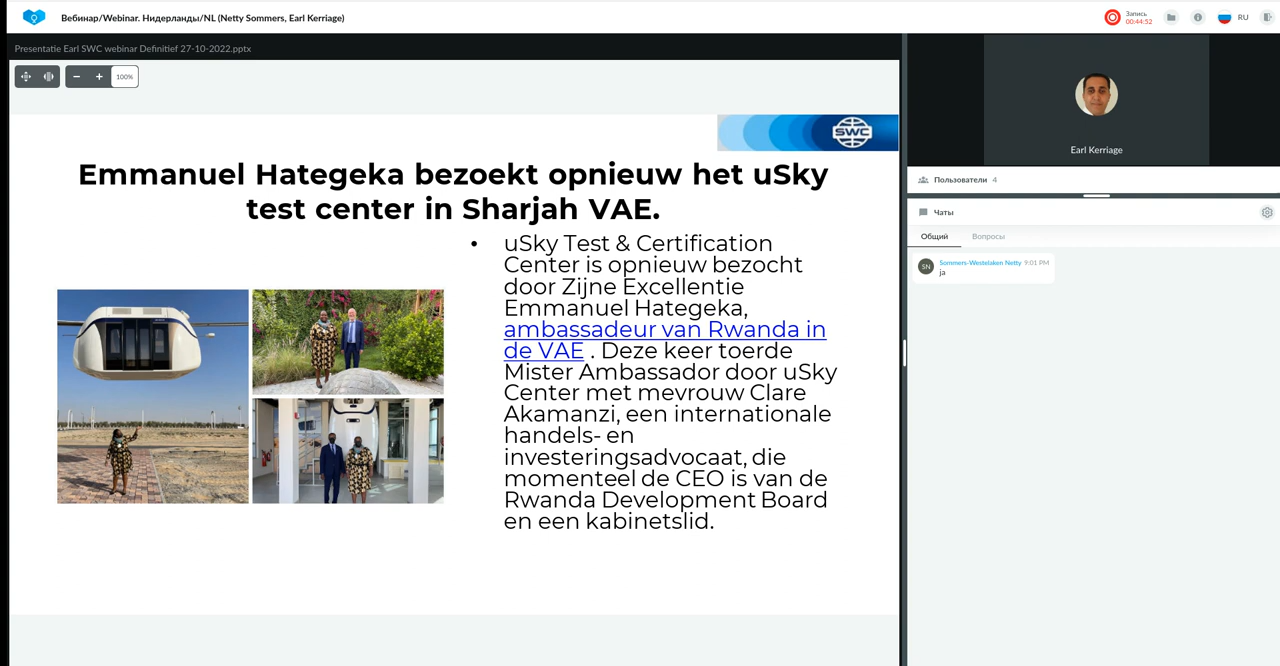 Вебинар/Webinar. Нидерланды/NL (Netty Sommers, Earl Kerriage)
Запись
00:44:52
RU
Presentatie Earl SWC webinar Definitief 27-10-2022.pptx
100%
SWC
Emmanuel Hategeka bezoekt opnieuw het uSky
test center in Sharjah VAE.
• uSky Test & Certification
Center is opnieuw bezocht
door Zijne Excellentie
Emmanuel Hategeka,
ambassadeur van Rwanda in
de VAE . Deze keer toerde
Mister Ambassador door uSky
Center met mevrouw Clare
Akamanzi, een internationale
handels- en
investeringsadvocaat, die
momenteel de CEO is van de
Rwanda Development Board
en een kabinetslid.
Earl Kerriage
Пользователи 4
Чаты
Общий Вопросы
SN
Sommers-Westelaken Netty 9:01 PM
ja